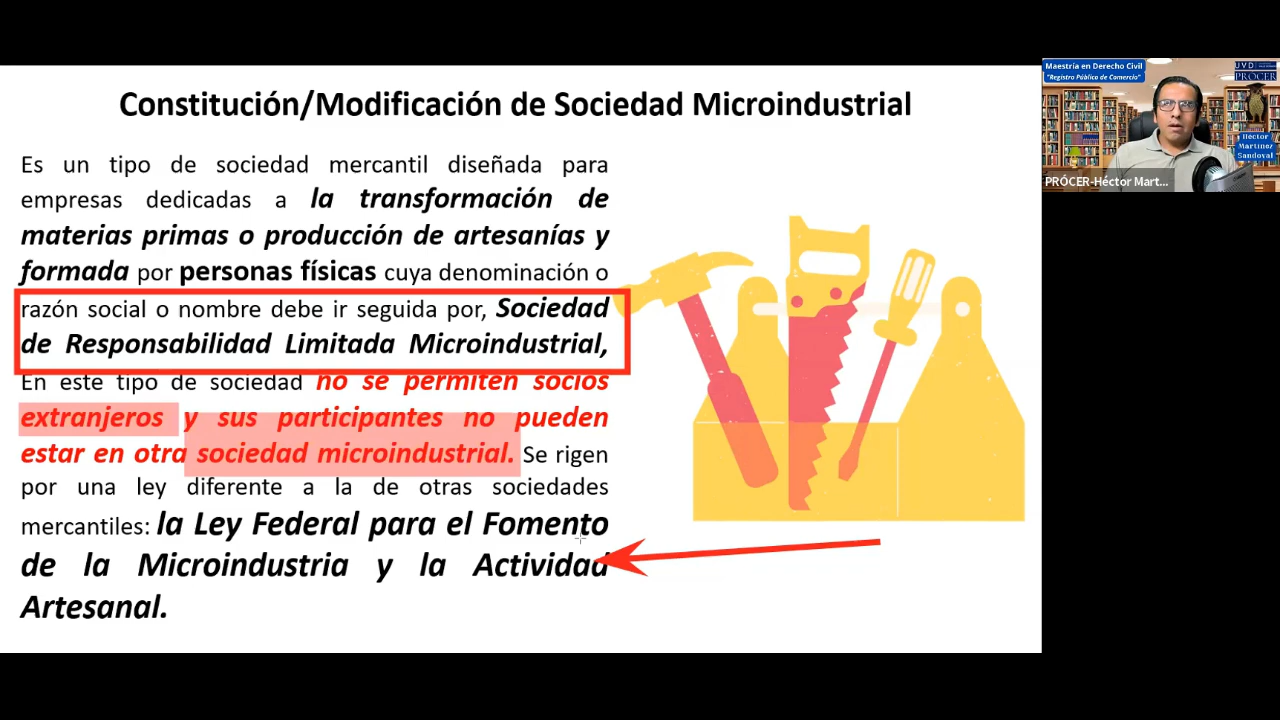 Constitución/Modificación de Sociedad Microindustrial
Es un tipo de sociedad mercantil diseñada para
empresas dedicadas a la transformación de
materias primas o producción de artesanías y
formada por personas físicas cuya denominación o
razón social o nombre debe ir seguida por, Sociedad
de Responsabilidad Limitada Microindustrial,
En este tipo de sociedad no se permiten socios
extranjeros y sus participantes no pueden
estar en otra sociedad microindustrial. Se rigen
por una ley diferente a la de otras sociedades
mercantiles: la Ley Federal para el Fomento
de la Microindustria y la Actividad
Artesanal.
Maestría en Derecho Civil
"Registro Público de Comercio"
UVD
PRÓCER
Héctor
Martínez
Sandoval
PRÓCER-Héctor Mart...